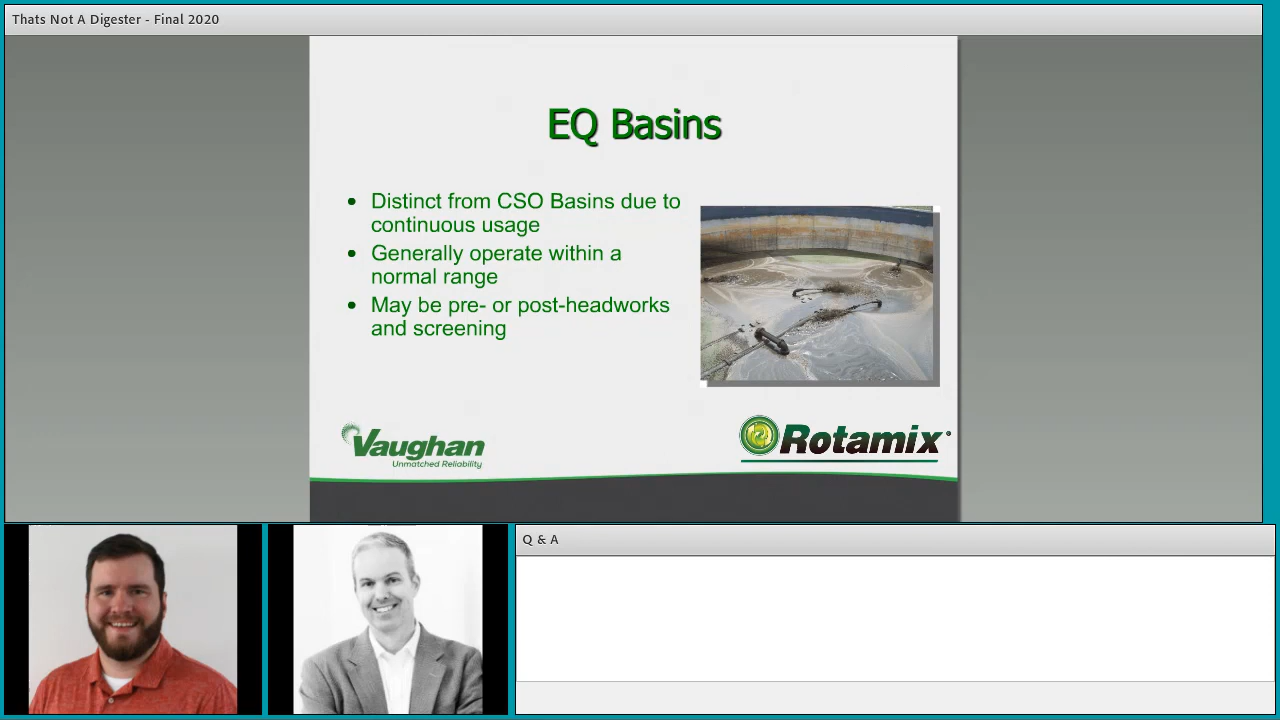 Thats Not A Digester - Final 2020
EQ Basins
• Distinct from CSO Basins due to
continuous usage
• Generally operate within a
normal range
• May be pre- or post-headworks
and screening
Vaughan
Unmatched Reliability
Rotamix
Q & A